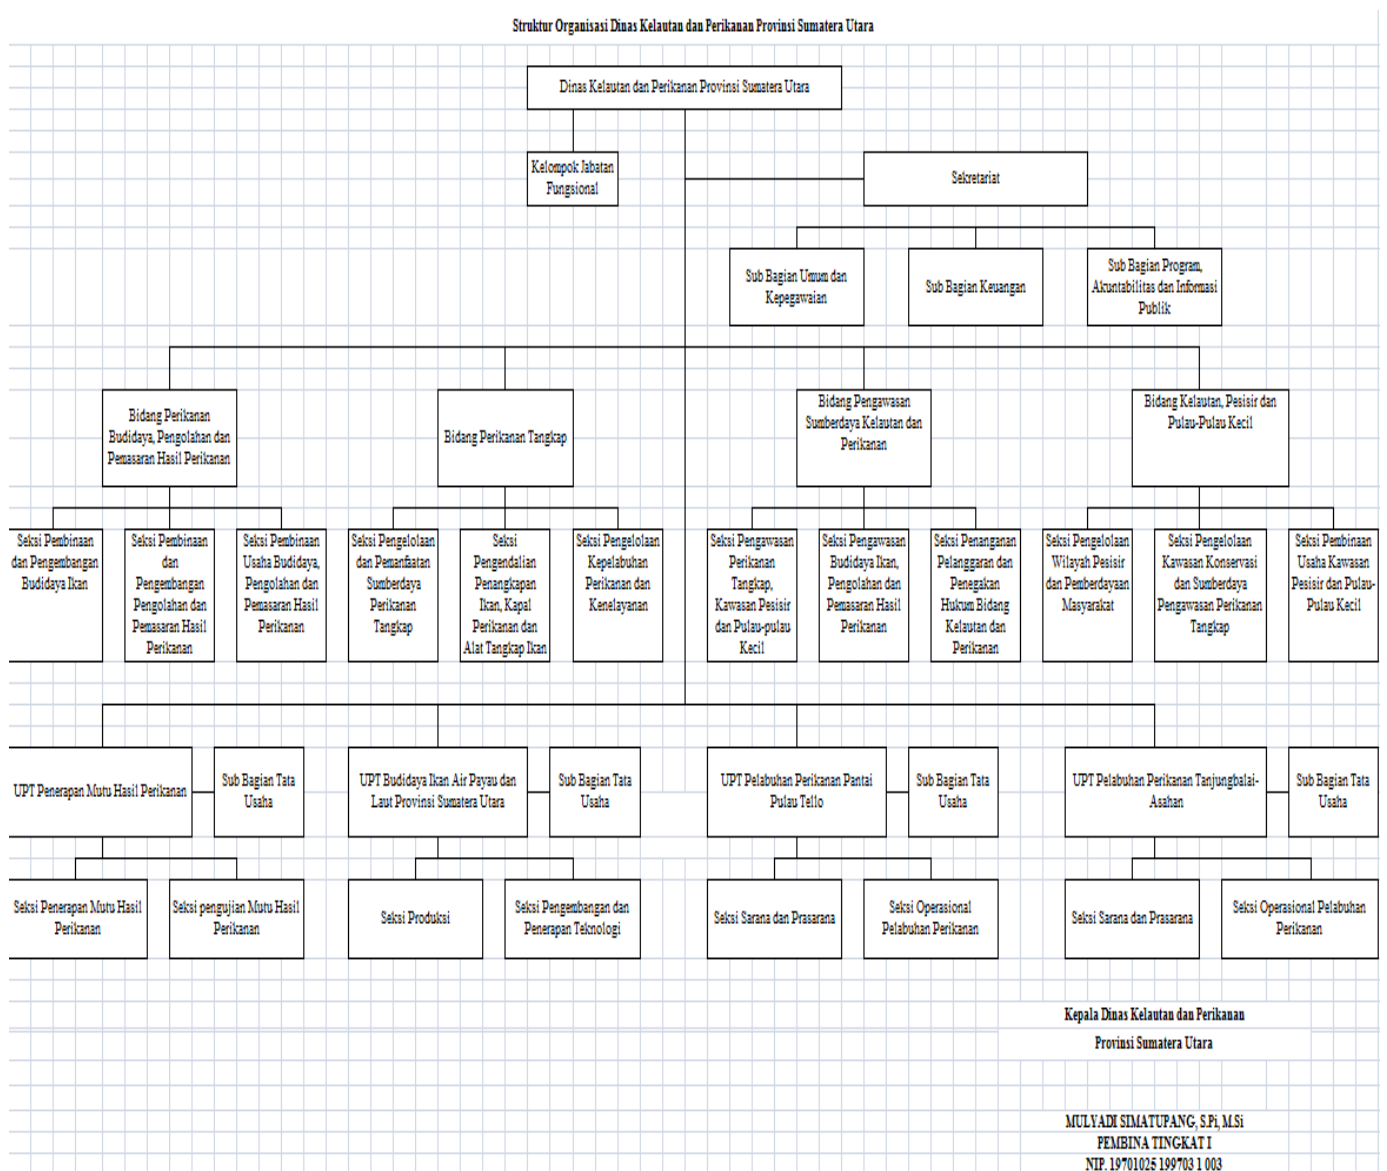 Struktur Organisasi Dinas Kelautan dan Perikanan Provinsi Sumatera Utara
Dinas Kelautan dan Perikanan Provinsi Sumatera Utara
Kelompok Jabatan
Fungsional
Sekretariat
Sub Bagian Umum dan
Kepegawaian
Sub Bagian Keuangan
Sub Bagian Program,
Akuntabilitas dan Informasi
Publik
Bidang Perikanan
Budidaya, Pengolahan dan
Pemasaran Hasil Perikanan
Bidang Perikanan Tangkap
Bidang Pengawasan
Sumberdaya Kelautan dan
Perikanan
Bidang Kelautan, Pesisir dan
Pulau-Pulau Kecil
Seksi Pembinaan
dan Pengembangan
Budidaya Ikan
Seksi Pembinaan
dan
Pengembangan
Pengolahan dan
Pemasaran Hasil
Perikanan
Seksi Pembinaan
Usaha Budidaya,
Pengolahan dan
Pemasaran Hasil
Perikanan
Seksi Pengelolaan
dan Pemanfaatan
Sumberdaya
Perikanan
Tangkap
Seksi
Pengendalian
Penangkapan
Ikan, Kapal
Perikanan dan
Alat Tangkap Ikan
Seksi Pengelolaan
Kepelabuhan
Perikanan dan
Kenelayanan
Seksi Pengawasan
Perikanan
Tangkap,
Kawasan Pesisir
dan Pulau-pulau
Kecil
Seksi Pengawasan
Budidaya Ikan,
Pengolahan dan
Pemasaran Hasil
Perikanan
Seksi Penanganan
Pelanggaran dan
Penegakan
Hukum Bidang
Kelautan dan
Perikanan
Seksi Pengelolaan
Wilayah Pesisir
dan Pemberdayaan
Masyarakat
Seksi Pengelolaan
Kawasan Konservasi
dan Sumberdaya
Pengawasan Perikanan
Tangkap
Seksi Pembinaan
Usaha Kawasan
Pesisir dan Pulau-
Pulau Kecil
UPT Penerapan Mutu Hasil Perikanan
Sub Bagian Tata
Usaha
UPT Budidaya Ikan Air Payau dan
Laut Provinsi Sumatera Utara
Sub Bagian Tata
Usaha
UPT Pelabuhan Perikanan Pantai
Pulau Tello
Sub Bagian Tata
Usaha
UPT Pelabuhan Perikanan Tanjungbalai-
Asahan
Sub Bagian Tata
Usaha
Seksi Penerapan Mutu Hasil
Perikanan
Seksi pengujian Mutu Hasil
Perikanan
Seksi Produksi
Seksi Pengembangan dan
Penerapan Teknologi
Seksi Sarana dan Prasarana
Seksi Operasional
Pelabuhan Perikanan
Seksi Sarana dan Prasarana
Seksi Operasional Pelabuhan
Perikanan
Kepala Dinas Kelautan dan Perikanan
Provinsi Sumatera Utara
MULYADI SIMATUPANG, S.Pi, M.Si
PEMBINA TINGKAT I
NIP. 19701025 199703 1 003